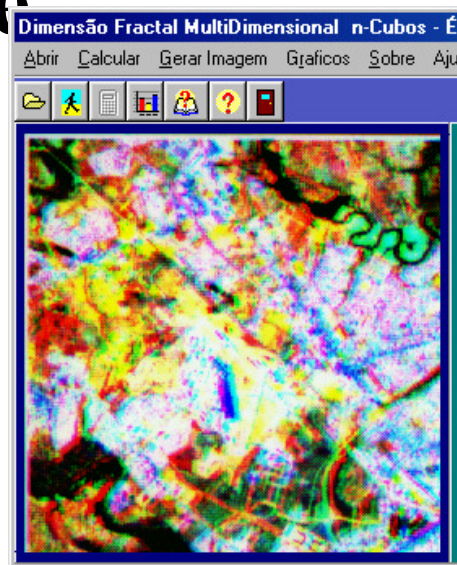 Dimensão Fractal MultiDimensional n-Cubos - É
Abrir Calcular Gerar Imagem Graficos Sobre Aju